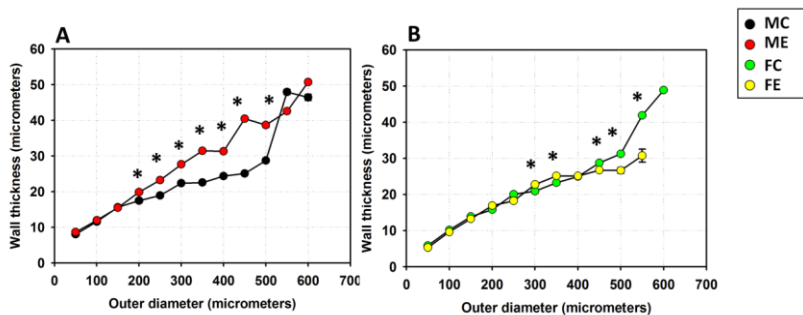 A
Wall thickness (micrometers)
60
50
40
30
20
10
0
* * * * * * *
0 100 200 300 400 500 600 700
Outer diameter (micrometers)
B
Wall thickness (micrometers)
60
50
40
30
20
10
0
* * * * *
0 100 200 300 400 500 600 700
Outer diameter (micrometers)
MC
ME
FC
FE